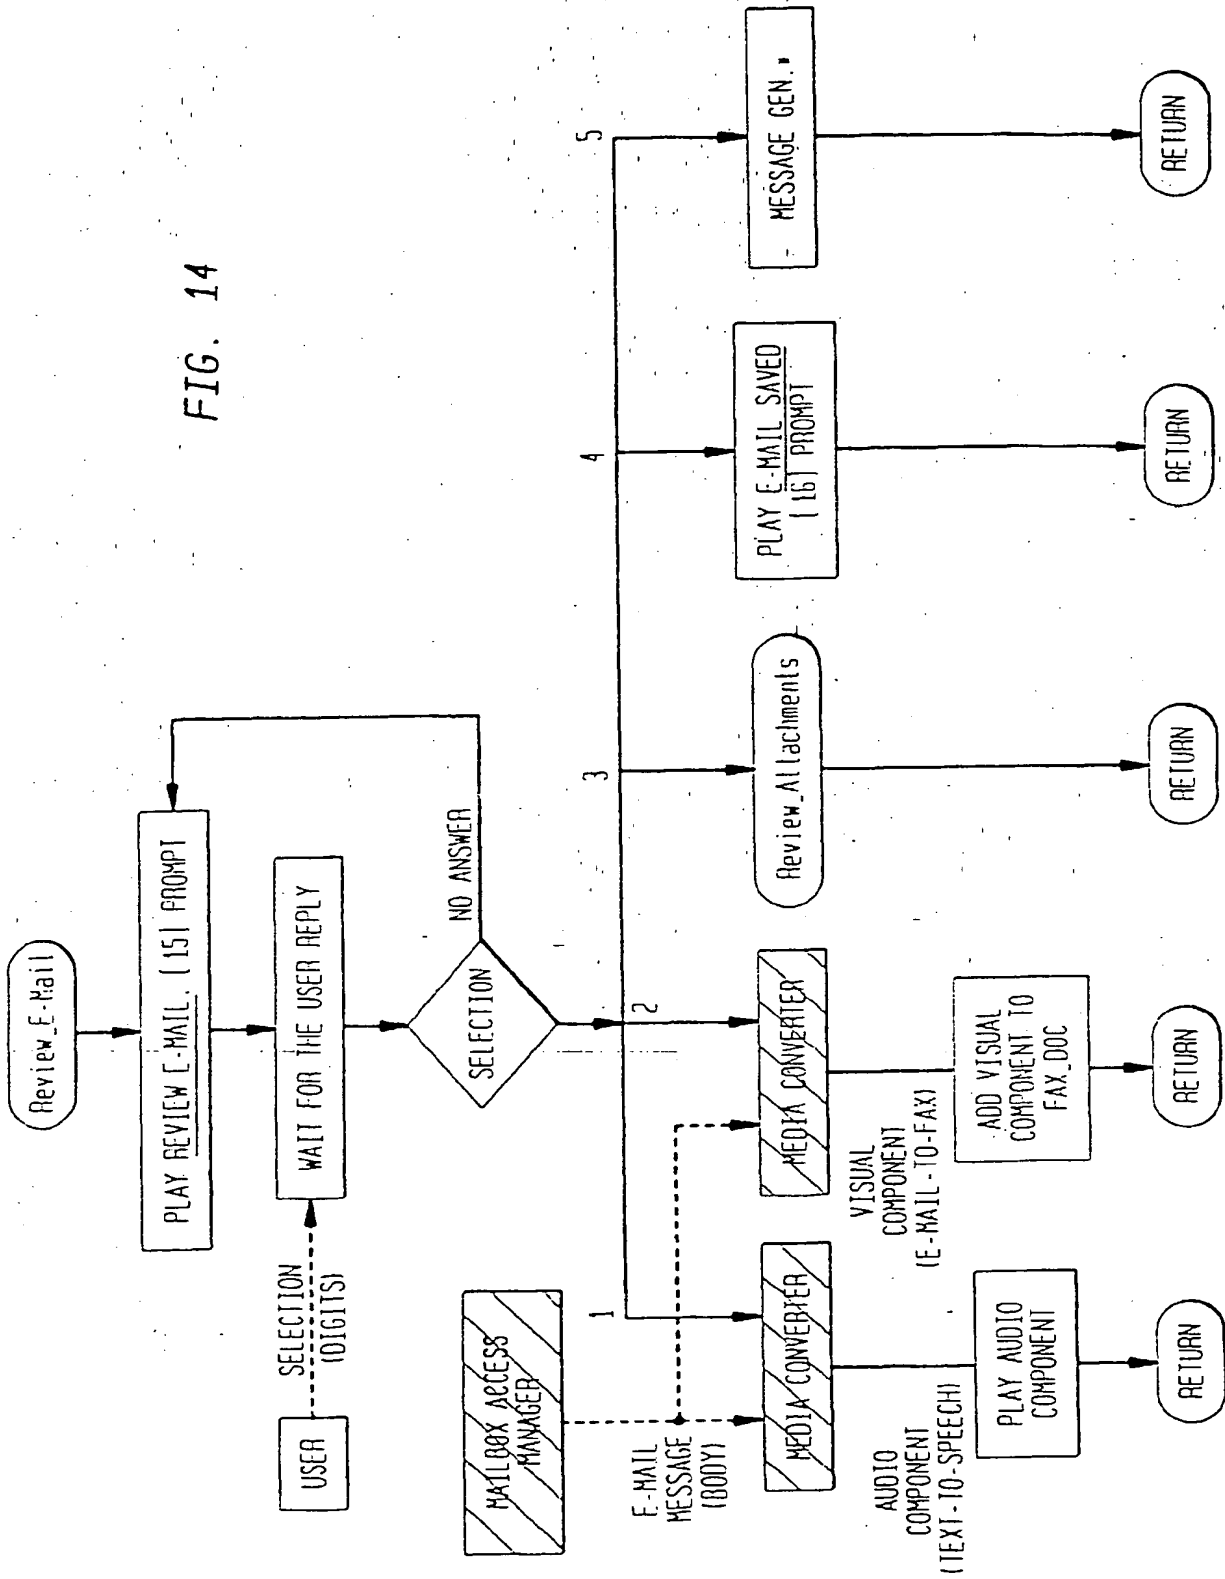 FIG. 14
Review_E-Mail
PLAY REVIEW E-MAIL. (15) PROMPT
WAIT FOR THE USER REPLY
SELECTION
(DIGITS)
USER
SELECTION
NO ANSWER
MAILBOX ACCESS
MANAGER
E-MAIL
MESSAGE
(BODY)
1
2
3
4
5
MEDIA CONVERTER
MEDIA CONVERTER
Review_Attachments
PLAY E-MAIL SAVED
(16) PROMPT
MESSAGE GEN.*
AUDIO
COMPONENT
(TEXT-TO-SPEECH)
VISUAL
COMPONENT
(E-MAIL-TO-FAX)
PLAY AUDIO
COMPONENT
ADD VISUAL
COMPONENT TO
FAX_DOC
RETURN
RETURN
RETURN
RETURN
RETURN